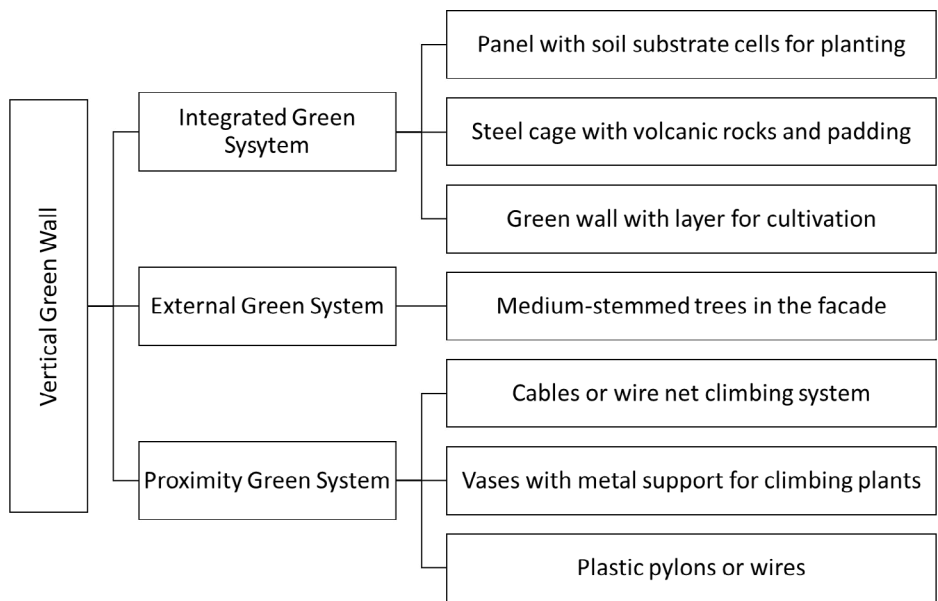 Vertical Green Wall
Integrated Green
Sysytem
Panel with soil substrate cells for planting
Steel cage with volcanic rocks and padding
Green wall with layer for cultivation
External Green System
Medium-stemmed trees in the facade
Proximity Green System
Cables or wire net climbing system
Vases with metal support for climbing plants
Plastic pylons or wires